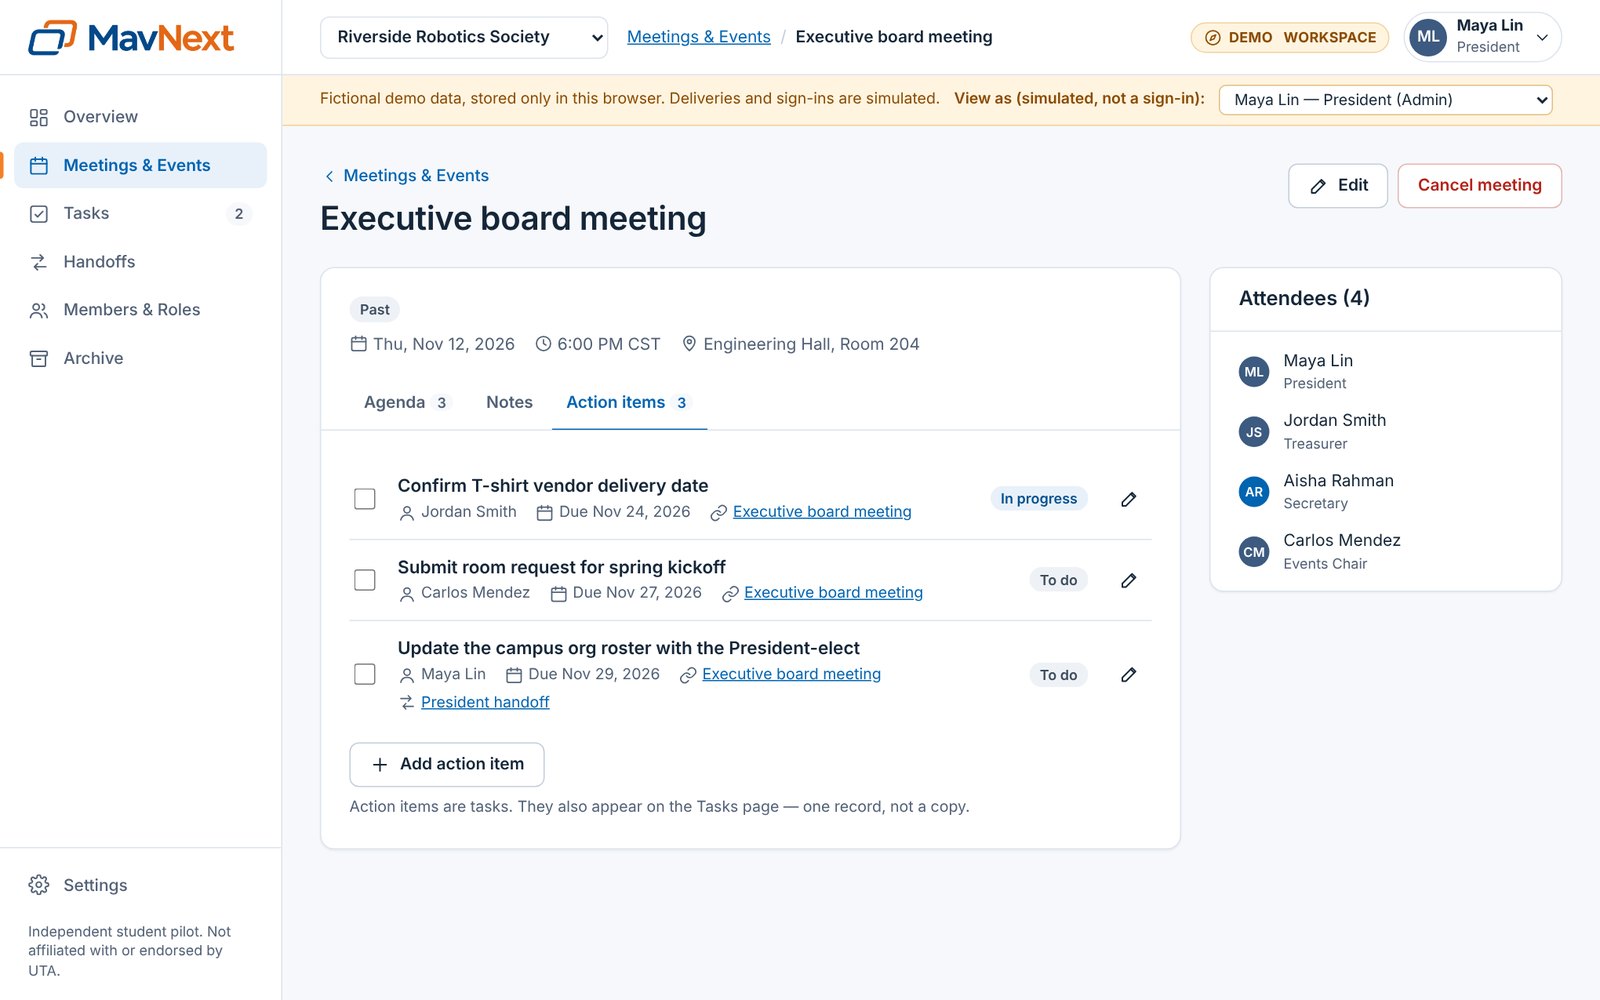 MavNext
Riverside Robotics Society
Meetings & Events / Executive board meeting
DEMO WORKSPACE
ML
Maya Lin
President
Fictional demo data, stored only in this browser. Deliveries and sign-ins are simulated. View as (simulated, not a sign-in): Maya Lin — President (Admin)
Overview
Meetings & Events
Tasks 2
Handoffs
Members & Roles
Archive
Settings
Independent student pilot. Not
affiliated with or endorsed by
UTA.
Meetings & Events
Executive board meeting
Edit
Cancel meeting
Past
Thu, Nov 12, 2026 6:00 PM CST Engineering Hall, Room 204
Agenda 3 Notes Action items 3
Confirm T-shirt vendor delivery date
Jordan Smith Due Nov 24, 2026 Executive board meeting
In progress
Submit room request for spring kickoff
Carlos Mendez Due Nov 27, 2026 Executive board meeting
To do
Update the campus org roster with the President-elect
Maya Lin Due Nov 29, 2026 Executive board meeting
President handoff
To do
Add action item
Action items are tasks. They also appear on the Tasks page — one record, not a copy.
Attendees (4)
ML
Maya Lin
President
JS
Jordan Smith
Treasurer
AR
Aisha Rahman
Secretary
CM
Carlos Mendez
Events Chair